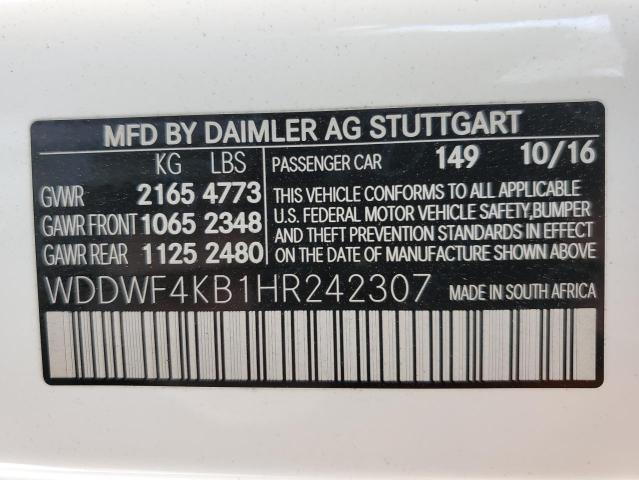 MFD BY DAIMLER AG STUTTGART
KG LBS
GVWR 2165 4773
GAWR FRONT 1065 2348
GAWR REAR 1125 2480
PASSENGER CAR 149 10/16
THIS VEHICLE CONFORMS TO ALL APPLICABLE
U.S. FEDERAL MOTOR VEHICLE SAFETY,BUMPER
AND THEFT PREVENTION STANDARDS IN EFFECT
ON THE DATE OF MANUFACTURE SHOWN ABOVE
WDDWF4KB1HR242307 MADE IN SOUTH AFRICA